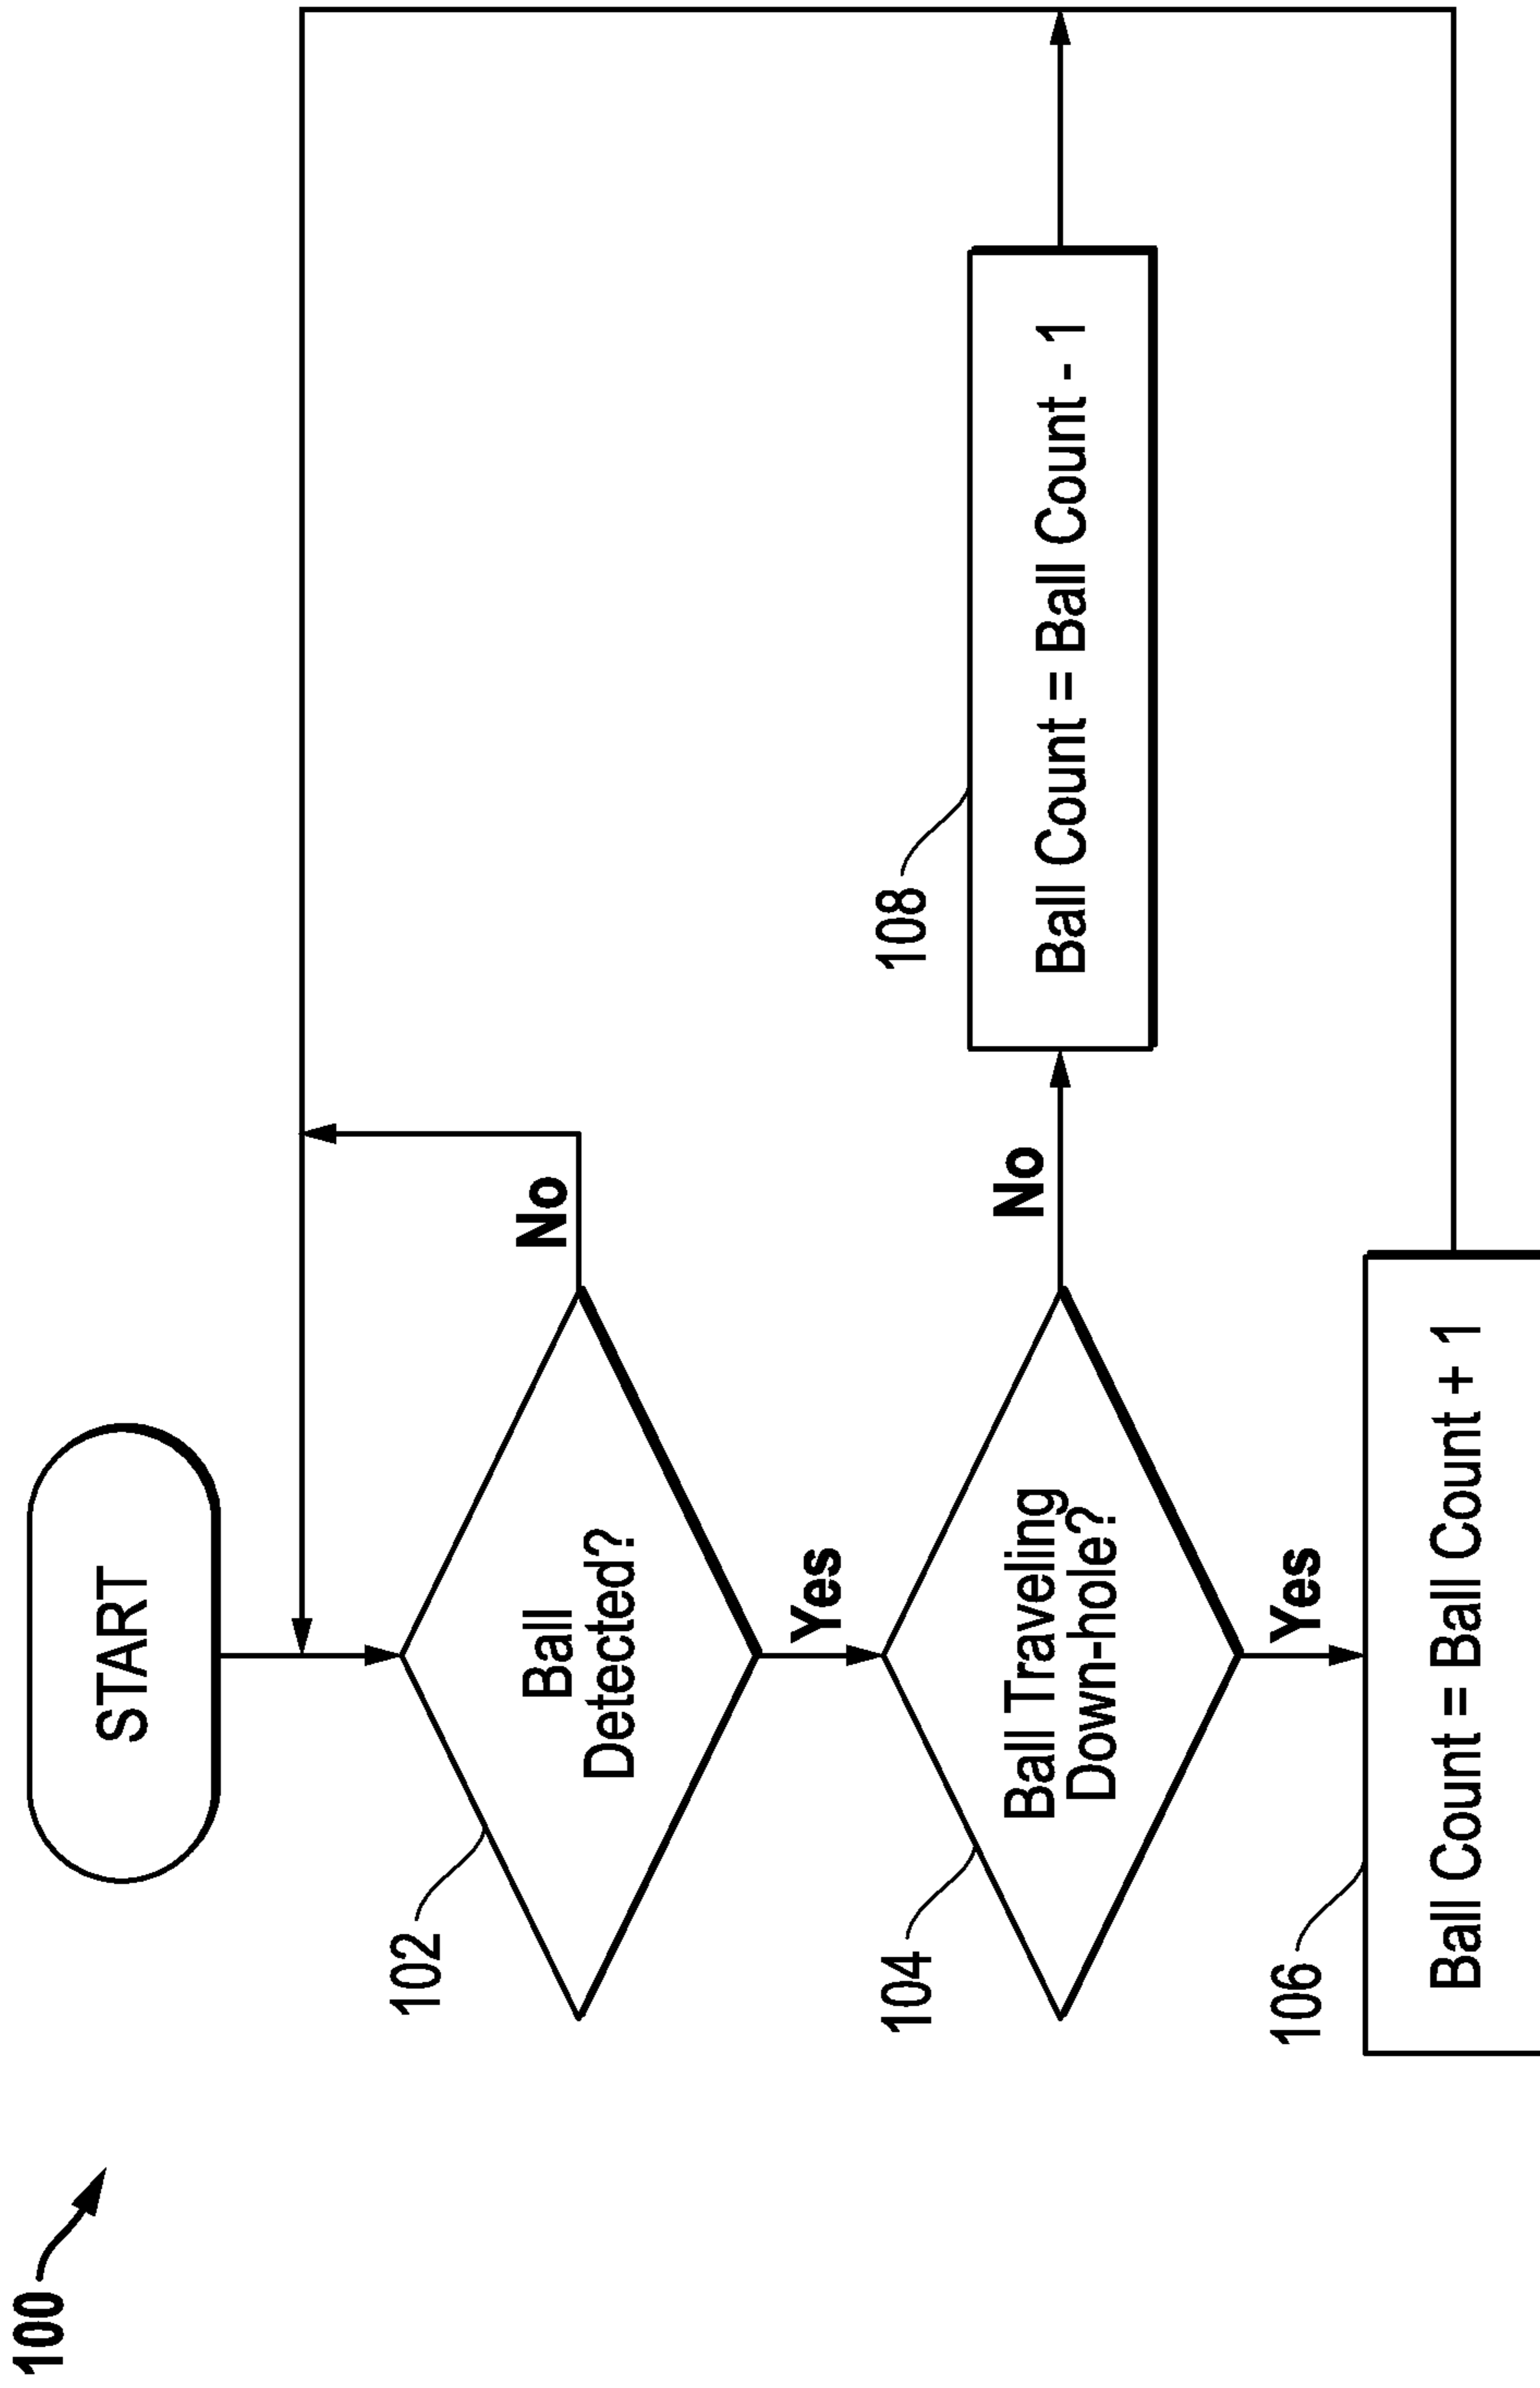 100
START
102
Ball
Detected?
No
Yes
104
Ball Traveling
Down-hole?
No
108
Ball Count = Ball Count - 1
Yes
106
Ball Count = Ball Count + 1